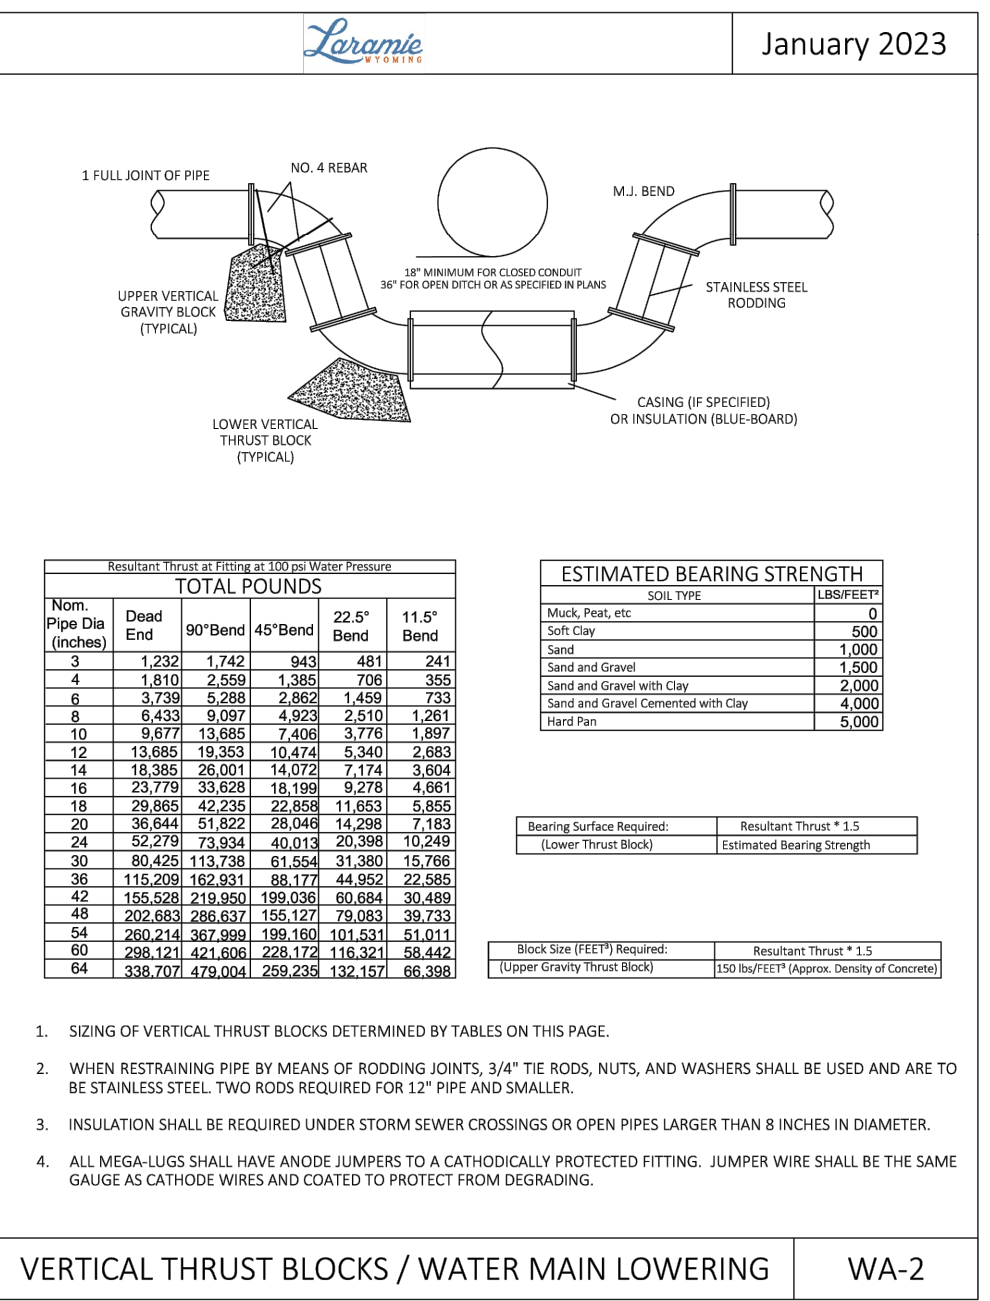 Laramie
WYOMING
January 2023
1 FULL JOINT OF PIPE
NO. 4 REBAR
M.J. BEND
18" MINIMUM FOR CLOSED CONDUIT
36" FOR OPEN DITCH OR AS SPECIFIED IN PLANS
UPPER VERTICAL
GRAVITY BLOCK
(TYPICAL)
STAINLESS STEEL
RODDING
CASING (IF SPECIFIED)
OR INSULATION (BLUE-BOARD)
LOWER VERTICAL
THRUST BLOCK
(TYPICAL)
Resultant Thrust at Fitting at 100 psi Water Pressure
TOTAL POUNDS
Nom. Pipe Dia (inches) Dead End 90°Bend 45°Bend 22.5° Bend 11.5° Bend
3 1,232 1,742 943 481 241
4 1,810 2,559 1,385 706 355
6 3,739 5,288 2,862 1,459 733
8 6,433 9,097 4,923 2,510 1,261
10 9,677 13,685 7,406 3,776 1,897
12 13,685 19,353 10,474 5,340 2,683
14 18,385 26,001 14,072 7,174 3,604
16 23,779 33,628 18,199 9,278 4,661
18 29,865 42,235 22,858 11,653 5,855
20 36,644 51,822 28,046 14,298 7,183
24 52,279 73,934 40,013 20,398 10,249
30 80,425 113,738 61,554 31,380 15,766
36 115,209 162,931 88,177 44,952 22,585
42 155,528 219,950 199,036 60,684 30,489
48 202,683 286,637 155,127 79,083 39,733
54 260,214 367,999 199,160 101,531 51,011
60 298,121 421,606 228,172 116,321 58,442
64 338,707 479,004 259,235 132,157 66,398
ESTIMATED BEARING STRENGTH
SOIL TYPE LBS/FEET²
Muck, Peat, etc 0
Soft Clay 500
Sand 1,000
Sand and Gravel 1,500
Sand and Gravel with Clay 2,000
Sand and Gravel Cemented with Clay 4,000
Hard Pan 5,000
Bearing Surface Required: Resultant Thrust * 1.5
(Lower Thrust Block) Estimated Bearing Strength
Block Size (FEET³) Required: Resultant Thrust * 1.5
(Upper Gravity Thrust Block) 150 lbs/FEET³ (Approx. Density of Concrete)
1. SIZING OF VERTICAL THRUST BLOCKS DETERMINED BY TABLES ON THIS PAGE.
2. WHEN RESTRAINING PIPE BY MEANS OF RODDING JOINTS, 3/4" TIE RODS, NUTS, AND WASHERS SHALL BE USED AND ARE TO
BE STAINLESS STEEL. TWO RODS REQUIRED FOR 12" PIPE AND SMALLER.
3. INSULATION SHALL BE REQUIRED UNDER STORM SEWER CROSSINGS OR OPEN PIPES LARGER THAN 8 INCHES IN DIAMETER.
4. ALL MEGA-LUGS SHALL HAVE ANODE JUMPERS TO A CATHODICALLY PROTECTED FITTING. JUMPER WIRE SHALL BE THE SAME
GAUGE AS CATHODE WIRES AND COATED TO PROTECT FROM DEGRADING.
VERTICAL THRUST BLOCKS / WATER MAIN LOWERING
WA-2